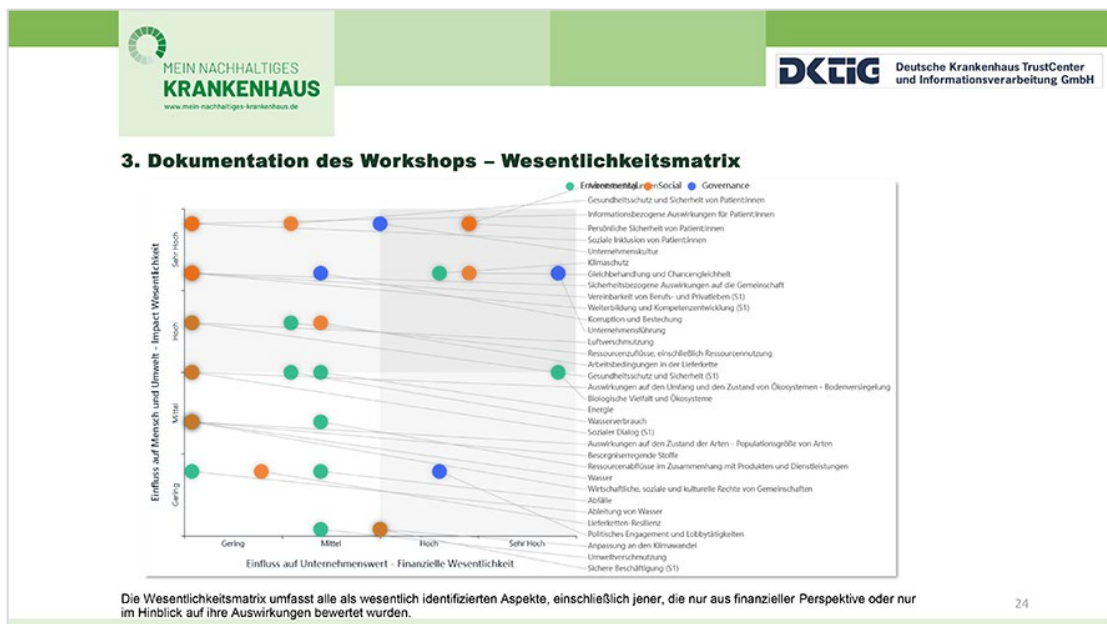 MEIN NACHHALTIGES
KRANKENHAUS
www.mein-nachhaltiges-krankenhaus.de
DKTIG
Deutsche Krankenhaus TrustCenter
und Informationsverarbeitung GmbH
3. Dokumentation des Workshops – Wesentlichkeitsmatrix
Environmental Social Governance
Gesundheitsschutz und Sicherheit von Patient:innen
Informationsbezogene Auswirkungen für Patient:innen
Persönliche Sicherheit von Patient:innen
Soziale Inklusion von Patient:innen
Unternehmenskultur
Klimaschutz
Gleichbehandlung und Chancengleichheit
Sicherheitsbezogene Auswirkungen auf die Gemeinschaft
Vereinbarkeit von Berufs- und Privatleben (S1)
Weiterbildung und Kompetenzentwicklung (S1)
Korruption und Bestechung
Unternehmensführung
Luftverschmutzung
Ressourcenzuflüsse, einschließlich Ressourcennutzung
Arbeitsbedingungen in der Lieferkette
Gesundheitsschutz und Sicherheit (S1)
Auswirkungen auf den Umfang und den Zustand von Ökosystemen - Bodenversiegelung
Biologische Vielfalt und Ökosysteme
Energie
Wasserverbrauch
Sozialer Dialog (S1)
Auswirkungen auf den Zustand der Arten - Populationsgröße von Arten
Besorgniserregende Stoffe
Ressourcenabflüsse im Zusammenhang mit Produkten und Dienstleistungen
Wasser
Wirtschaftliche, soziale und kulturelle Rechte von Gemeinschaften
Abfälle
Ableitung von Wasser
Lieferketten-Resilienz
Politisches Engagement und Lobbytätigkeiten
Anpassung an den Klimawandel
Umweltverschmutzung
Sichere Beschäftigung (S1)
Einfluss auf Mensch und Umwelt - Impact Wesentlichkeit
Sehr Hoch
Hoch
Mittel
Gering
Gering Mittel Hoch Sehr Hoch
Einfluss auf Unternehmenswert - Finanzielle Wesentlichkeit
Die Wesentlichkeitsmatrix umfasst alle als wesentlich identifizierten Aspekte, einschließlich jener, die nur aus finanzieller Perspektive oder nur
im Hinblick auf ihre Auswirkungen bewertet wurden.
24